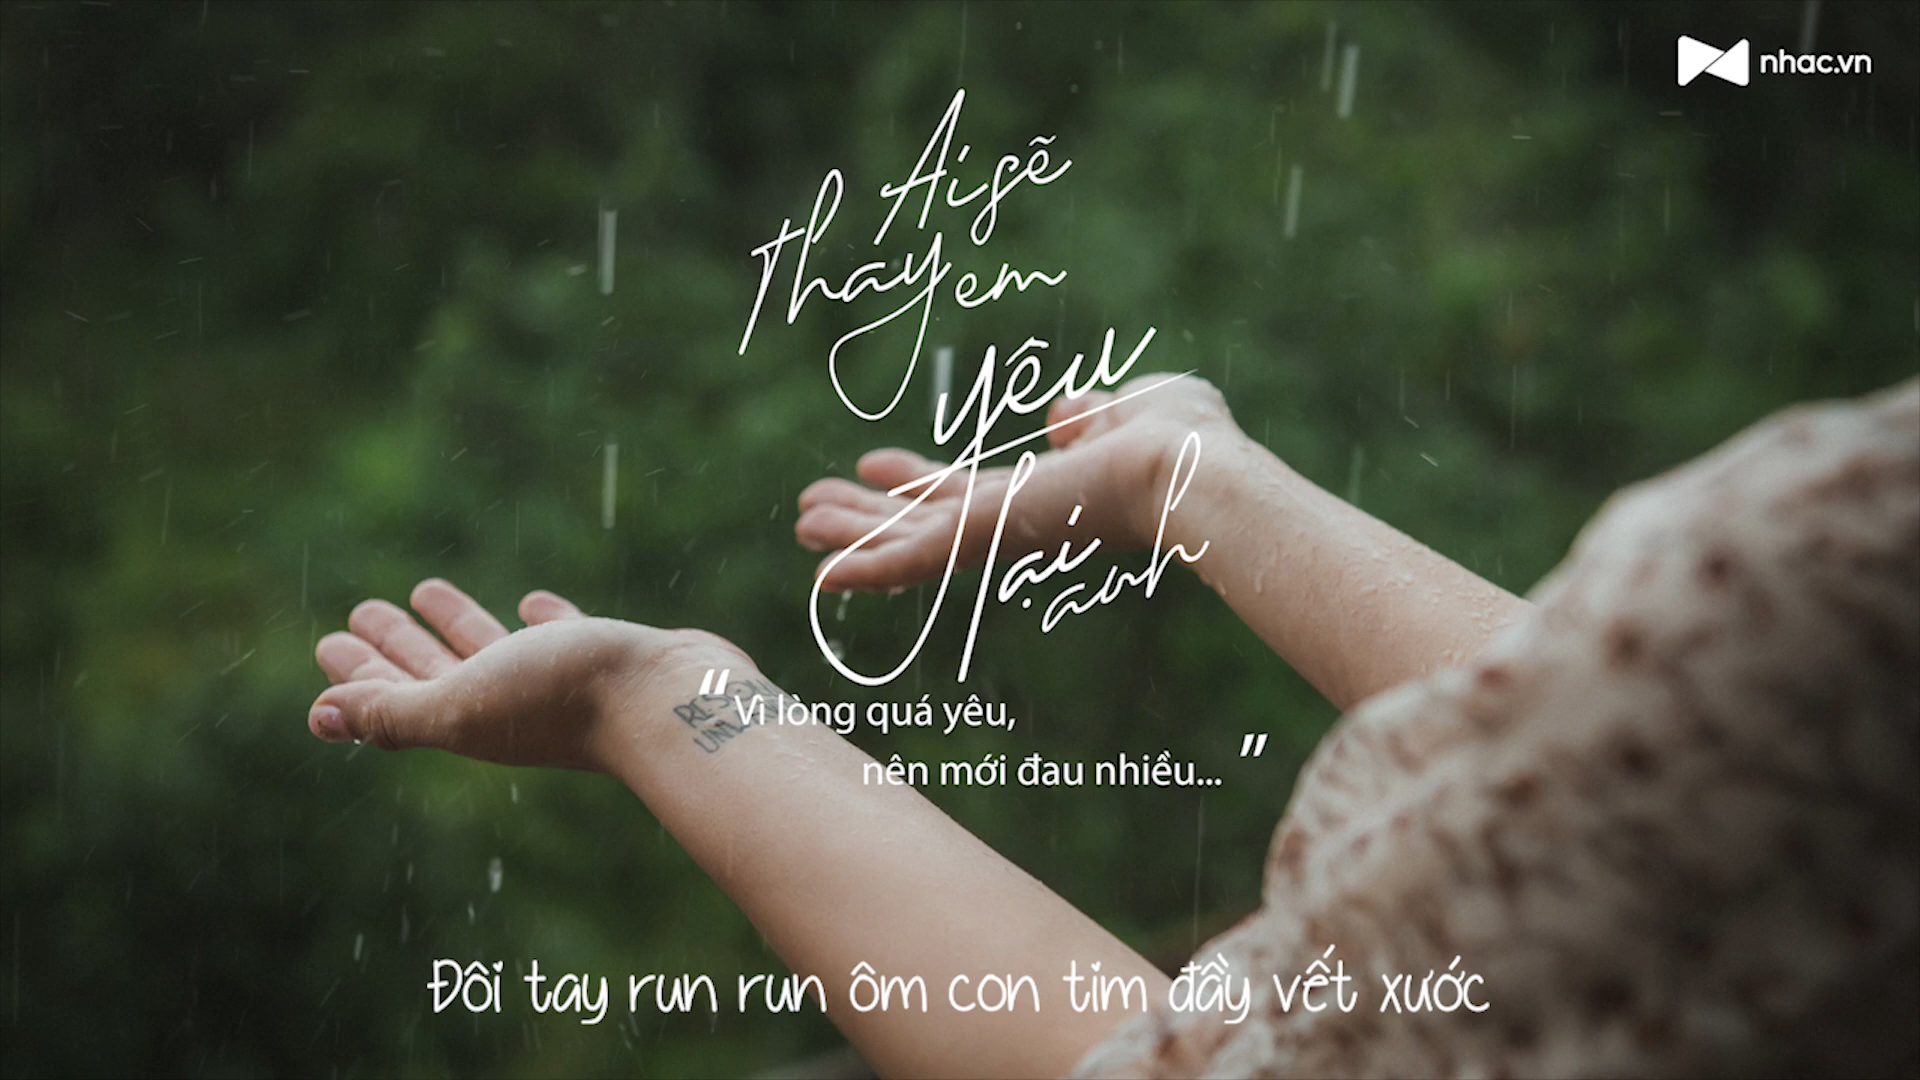 nhac.vn
Ai sẽ
Thay em
yêu
lại anh
“Vì lòng quá yêu,
nên mới đau nhiều...”
Đôi tay run run ôm con tim đầy vết xước